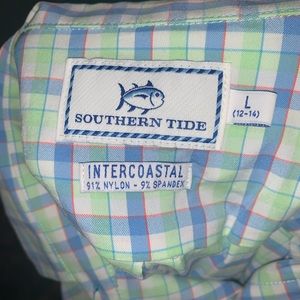 SOUTHERN TIDE
L
(12-14)
INTERCOASTAL
91% NYLON - 9% SPANDEX